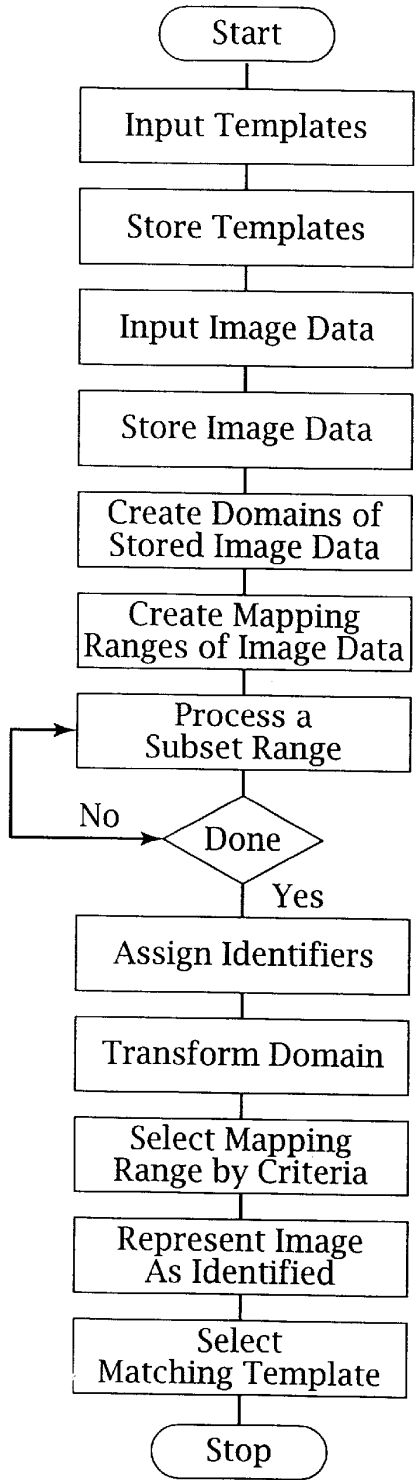 Start
Input Templates
Store Templates
Input Image Data
Store Image Data
Create Domains of
Stored Image Data
Create Mapping
Ranges of Image Data
Process a
Subset Range
No
Done
Yes
Assign Identifiers
Transform Domain
Select Mapping
Range by Criteria
Represent Image
As Identified
Select
Matching Template
Stop